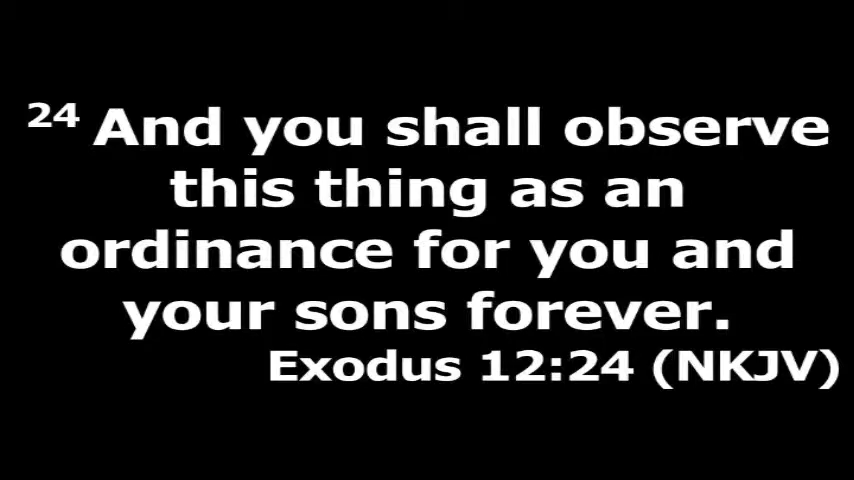 24 And you shall observe
this thing as an
ordinance for you and
your sons forever.
Exodus 12:24 (NKJV)